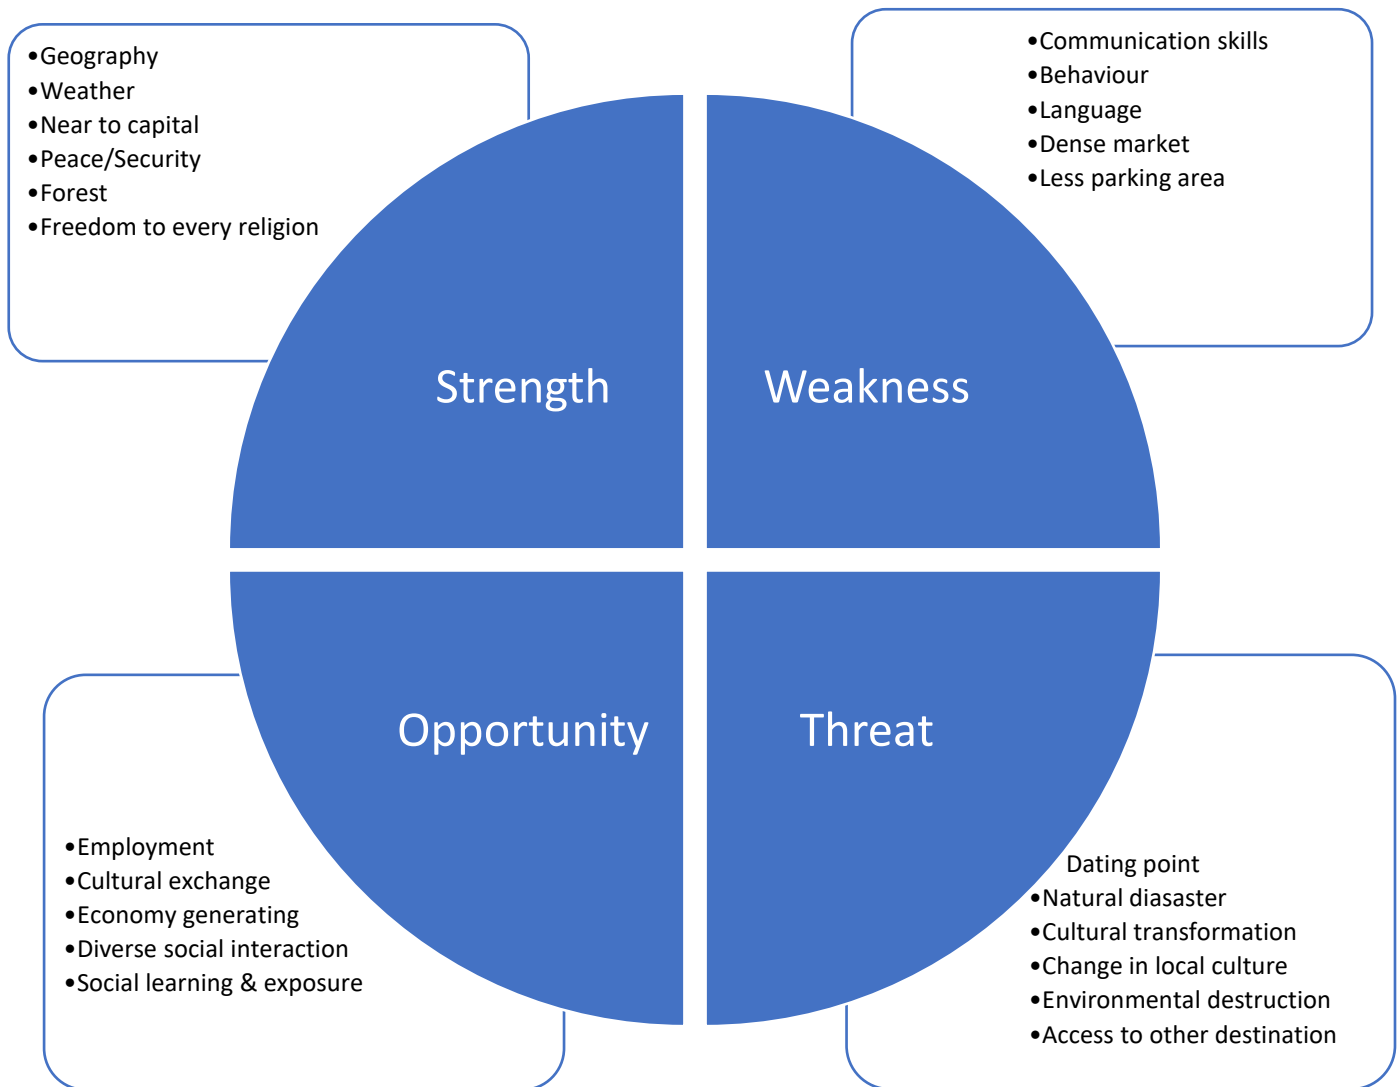 •Geography
•Weather
•Near to capital
•Peace/Security
•Forest
•Freedom to every religion
•Communication skills
•Behaviour
•Language
•Dense market
•Less parking area
Strength
Weakness
Opportunity
Threat
•Employment
•Cultural exchange
•Economy generating
•Diverse social interaction
•Social learning & exposure
Dating point
•Natural diasaster
•Cultural transformation
•Change in local culture
•Environmental destruction
•Access to other destination